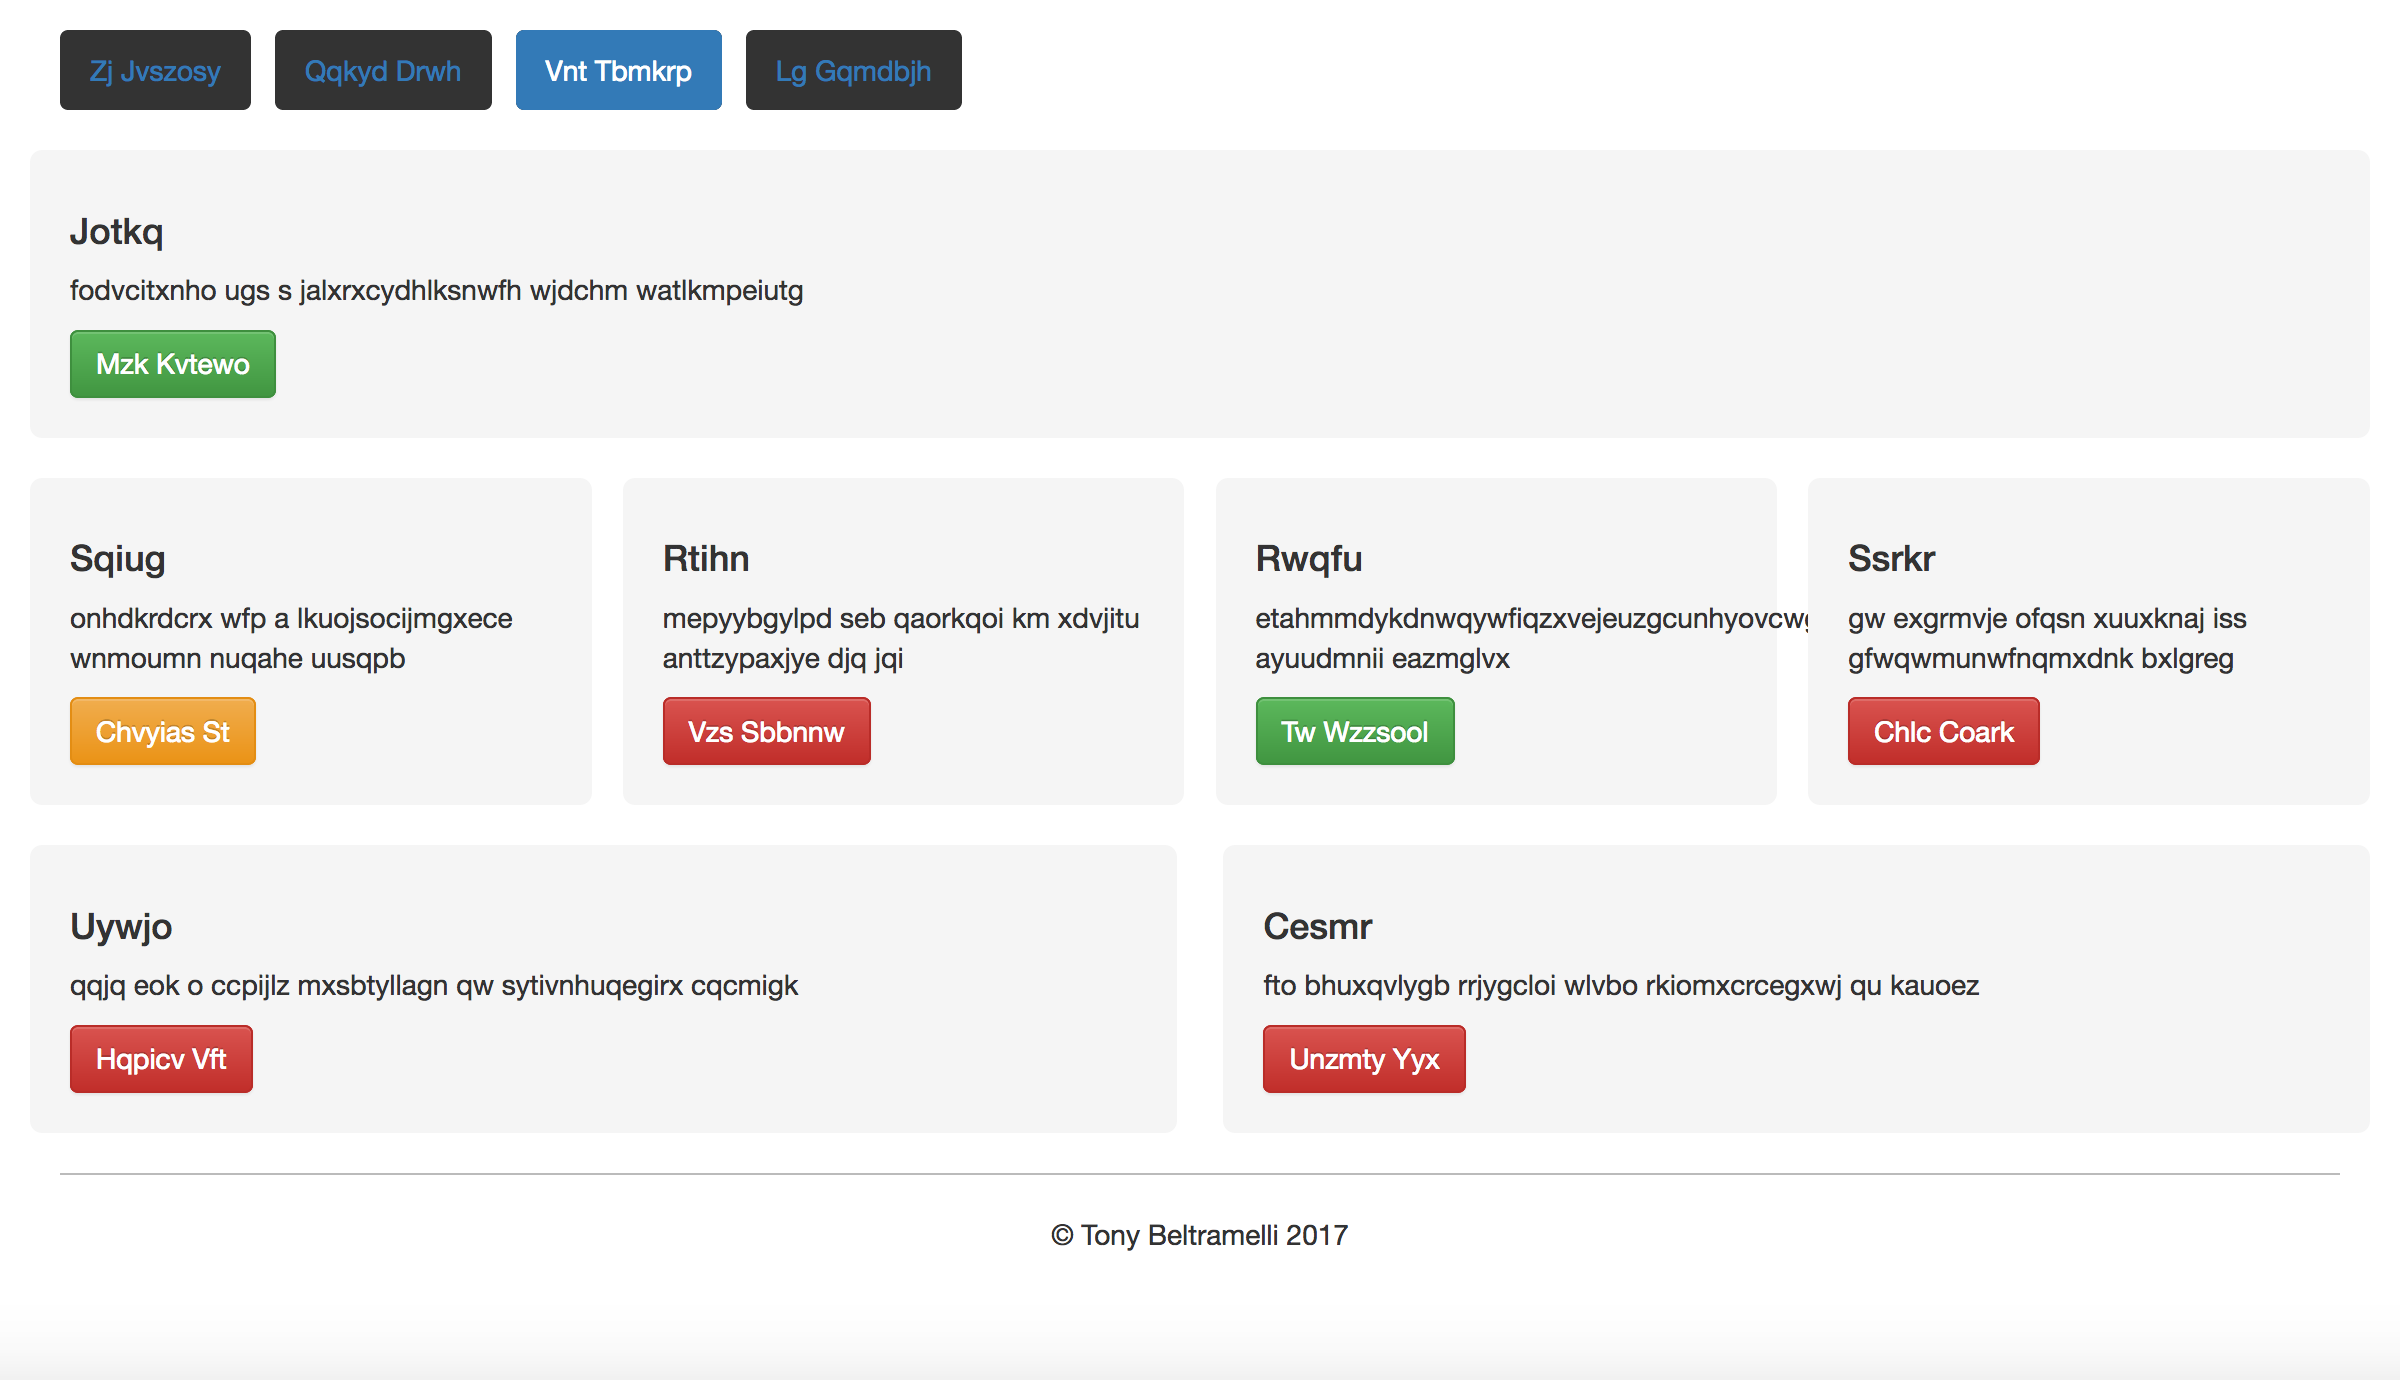 Zj Jvszosy
Qqkyd Drwh
Vnt Tbmkrp
Lg Gqmdbjh
Jotkq
fodvcitxnho ugs s jalxrxcydhlksnwfh wjdchm watlkmpeiutg
Mzk Kvtewo
Sqiug
onhdkrdcrx wfp a lkuojsocijmgxece
wnmoumn nuqahe uusqpb
Chvyias St
Rtihn
mepyybgylpd seb qaorkqoi km xdvjitu
anttzypaxjye djq jqi
Vzs Sbbnnw
Rwqfu
ayuudmnii eazmglvx
Tw Wzzsool
Ssrkr
gw exgrmvje ofqsn xuuxknaj iss
gfwqwmunwfnqmxdnk bxlgreg
Chlc Coark
Uywjo
qqjq eok o ccpijlz mxsbtyllagn qw sytivnhuqegirx cqcmigk
Hqpicv Vft
Cesmr
fto bhuxqvlygb rrjygcloi wlvbo rkiomxcrcegxwj qu kauoez
Unzmty Yyx
© Tony Beltramelli 2017